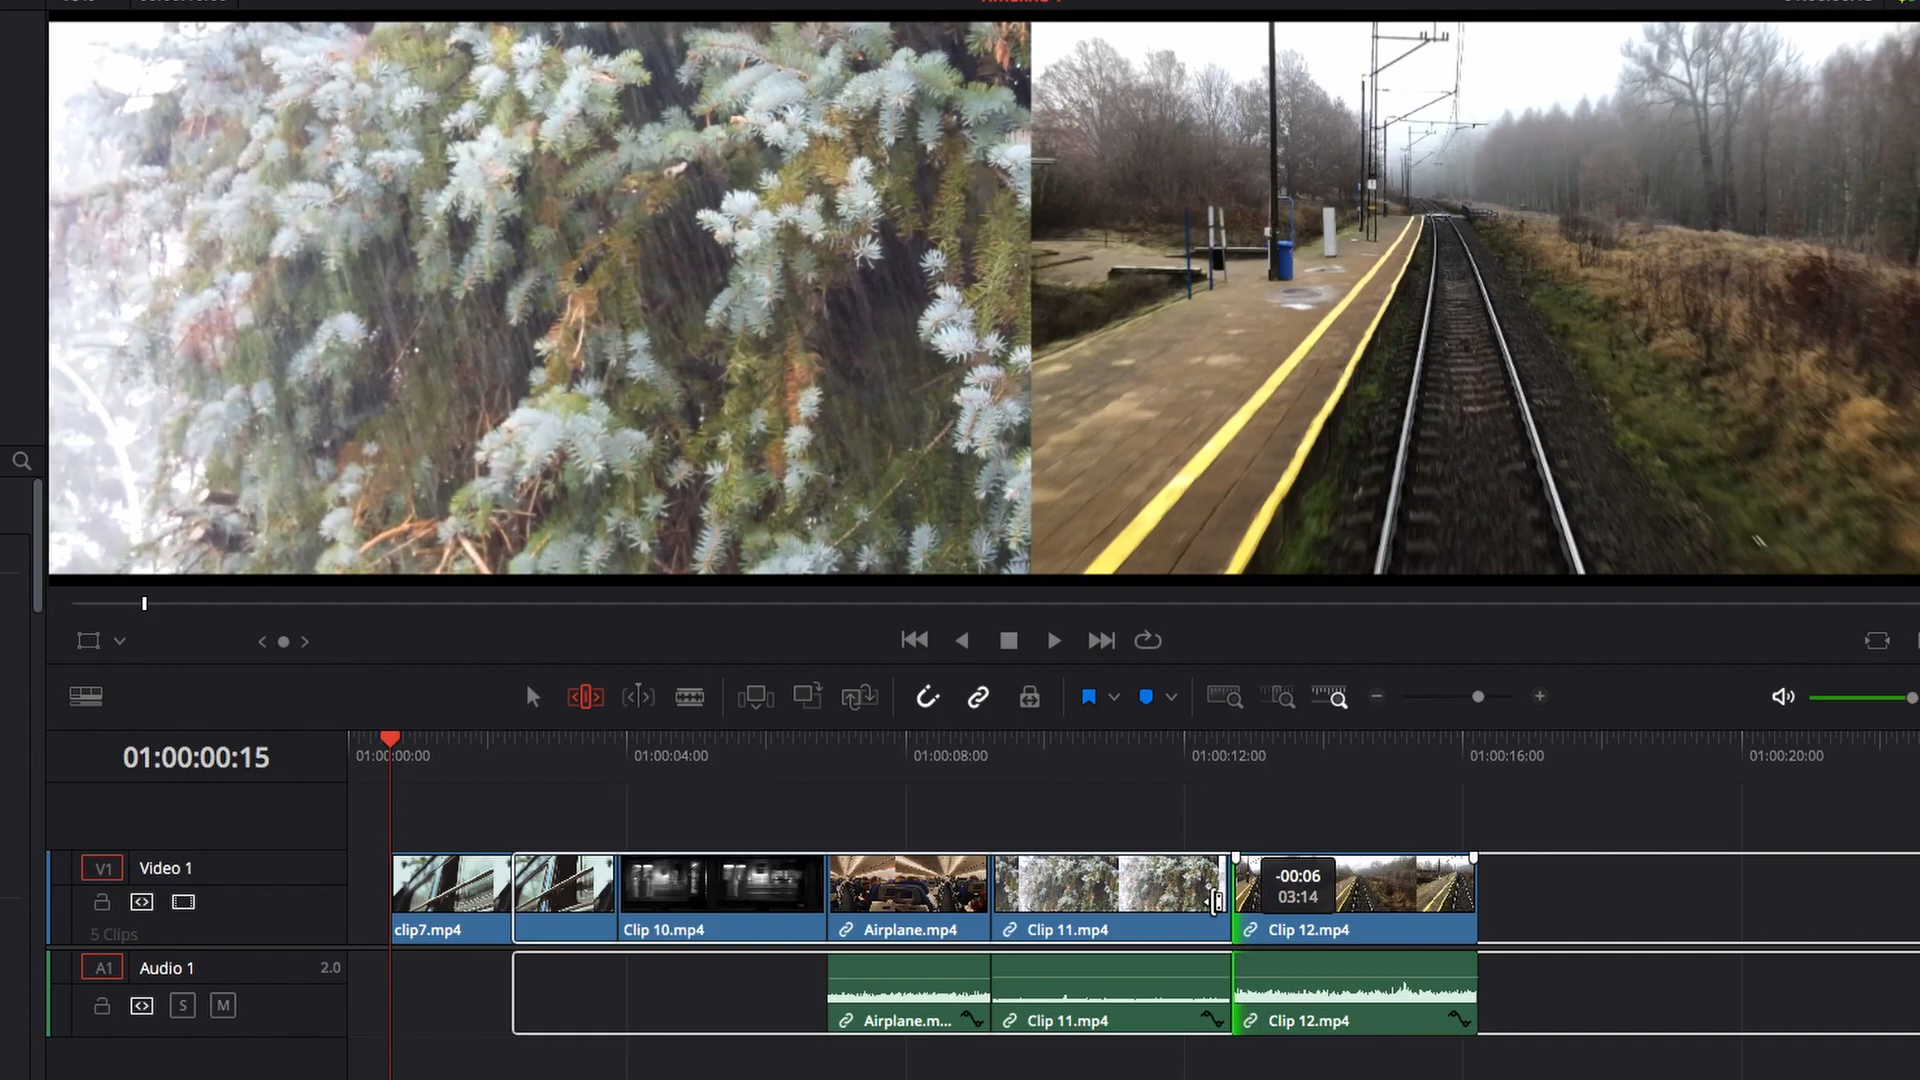 01:00:00:15
01:00:00:00
01:00:04:00
01:00:08:00
01:00:12:00
01:00:16:00
01:00:20:00
V1 Video 1
5 Clips
-00:06
03:14
clip7.mp4
Clip 10.mp4
Airplane.mp4
Clip 11.mp4
Clip 12.mp4
A1 Audio 1 2.0
S M
Airplane.m...
Clip 11.mp4
Clip 12.mp4